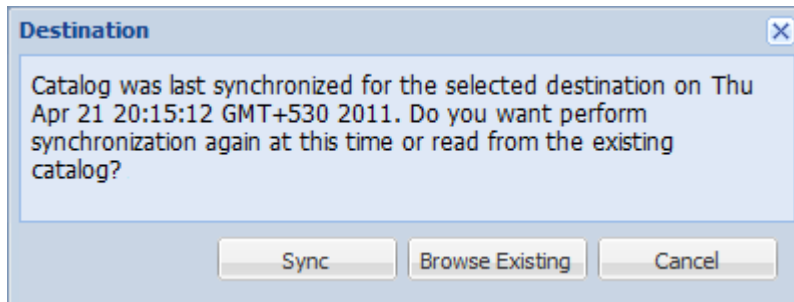 Destination
Catalog was last synchronized for the selected destination on Thu
Apr 21 20:15:12 GMT+530 2011. Do you want perform
synchronization again at this time or read from the existing
catalog?
Sync Browse Existing Cancel